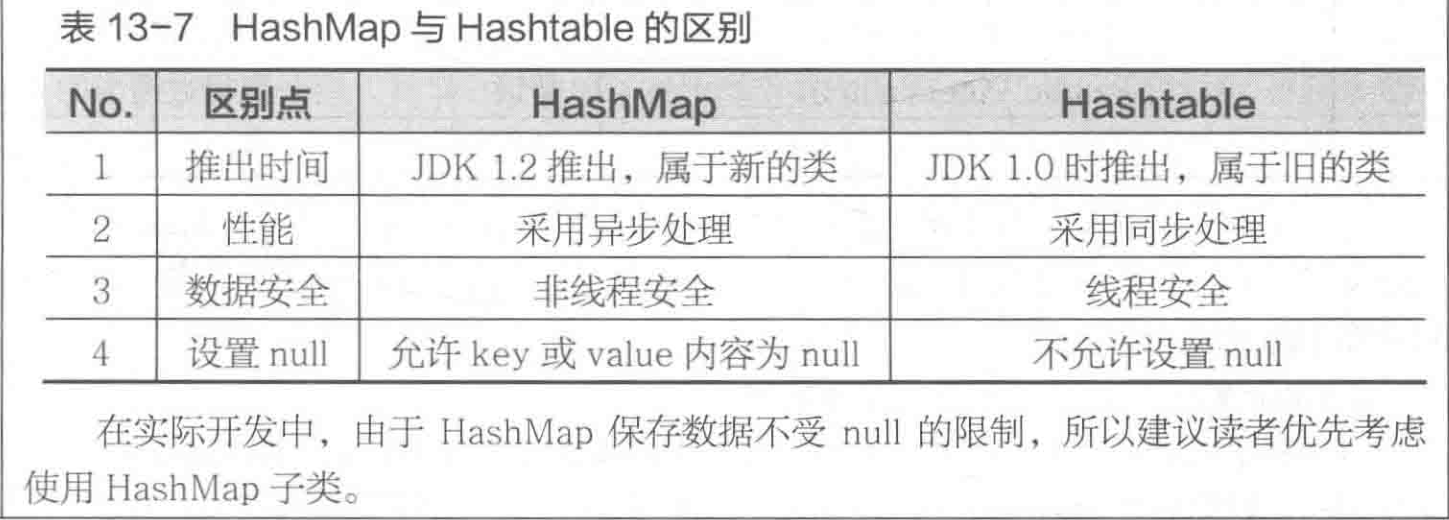 表 13-7 HashMap 与 Hashtable 的区别
No. 区别点 HashMap Hashtable
1 推出时间 JDK 1.2 推出，属于新的类 JDK 1.0 时推出，属于旧的类
2 性能 采用异步处理 采用同步处理
3 数据安全 非线程安全 线程安全
4 设置 null 允许 key 或 value 内容为 null 不允许设置 null
在实际开发中，由于 HashMap 保存数据不受 null 的限制，所以建议读者优先考虑
使用 HashMap 子类。